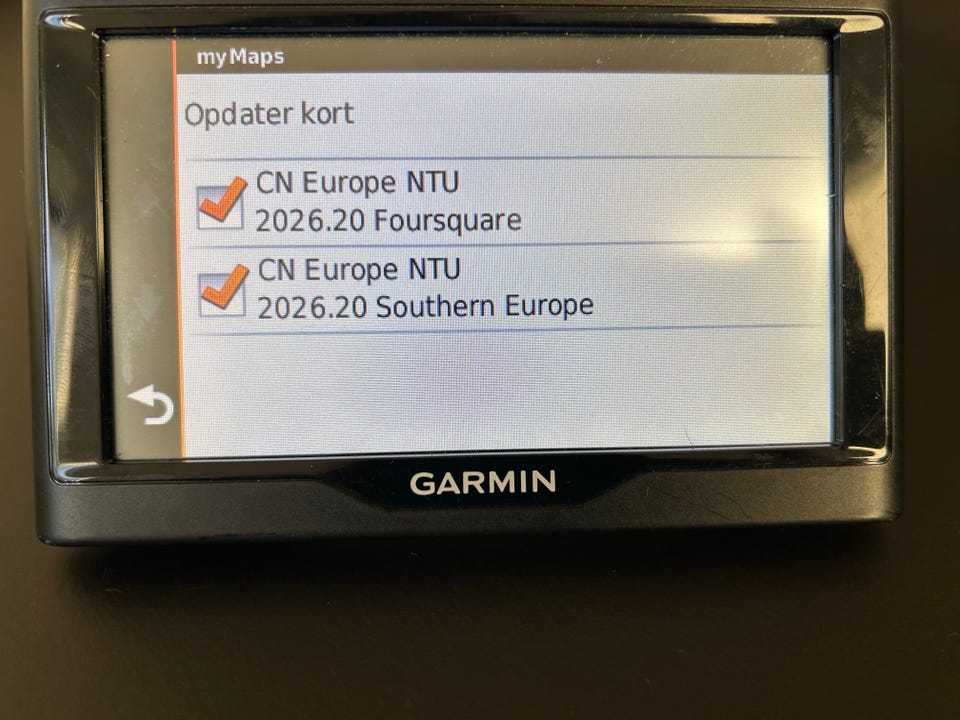 myMaps
Opdater kort
CN Europe NTU
2026.20 Foursquare
CN Europe NTU
2026.20 Southern Europe
GARMIN